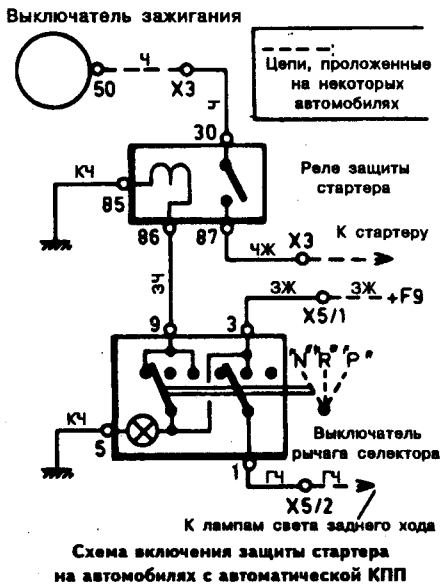 Выключатель зажигания
50
Ч
X3
Ч
Цепи, проложенные
на некоторых
автомобилях
30
КЧ
85
Реле защиты
стартера
86
87
ЧЖ
X3
К стартеру
ЗЧ
ЗЖ
ЗЖ
+F9
X5/1
9
3
"N" "R" "P"
КЧ
5
Выключатель
рычага селектора
1
ГЧ
ГЧ
X5/2
К лампам света заднего хода
Схема включения защиты стартера
на автомобилях с автоматической КПП